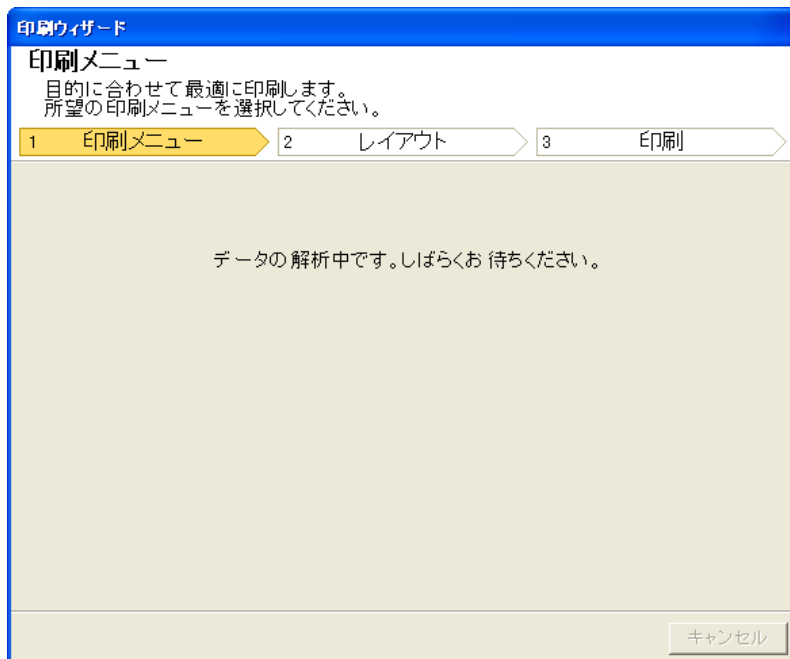 印刷ウィザード
印刷メニュー
目的に合わせて最適に印刷します。
所望の印刷メニューを選択してください。
1 印刷メニュー 2 レイアウト 3 印刷
データの解析中です。しばらくお待ちください。
キャンセル